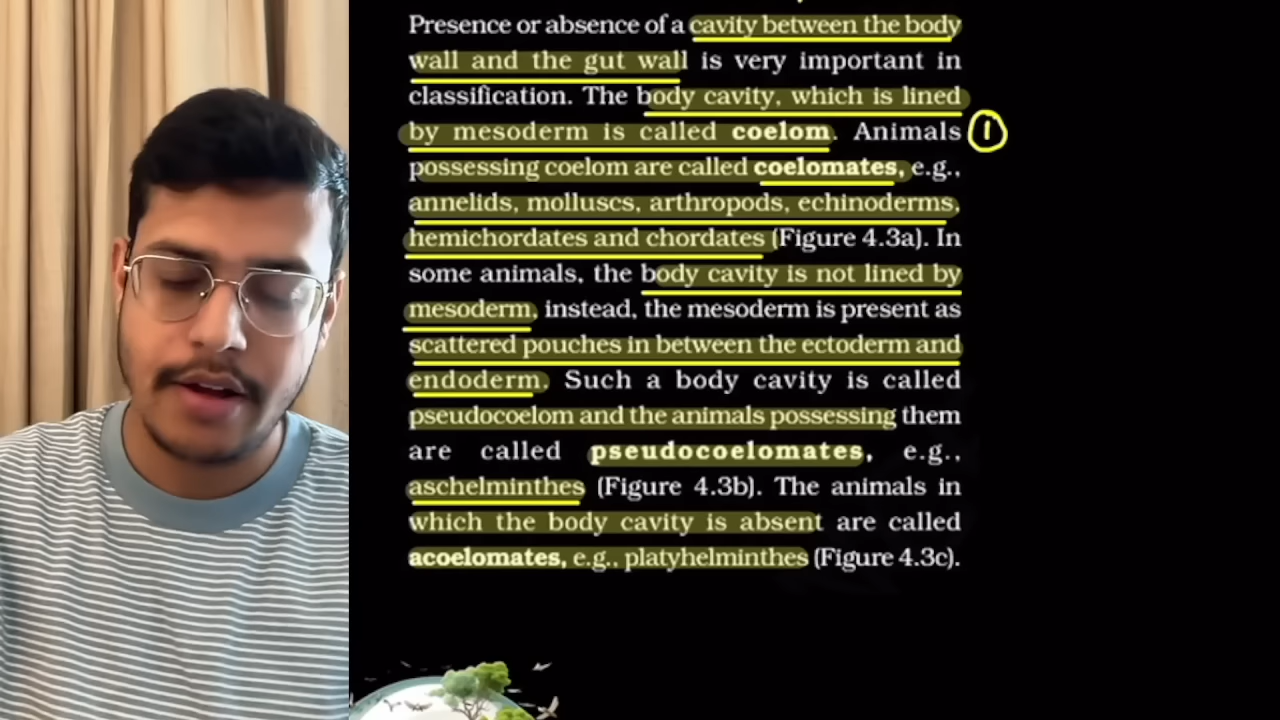 Presence or absence of a cavity between the body
wall and the gut wall is very important in
classification. The body cavity, which is lined
by mesoderm is called coelom. Animals 1
possessing coelom are called coelomates, e.g.,
annelids, molluscs, arthropods, echinoderms,
hemichordates and chordates (Figure 4.3a). In
some animals, the body cavity is not lined by
mesoderm, instead, the mesoderm is present as
scattered pouches in between the ectoderm and
endoderm. Such a body cavity is called
pseudocoelom and the animals possessing them
are called pseudocoelomates, e.g.,
aschelminthes (Figure 4.3b). The animals in
which the body cavity is absent are called
acoelomates, e.g., platyhelminthes (Figure 4.3c).